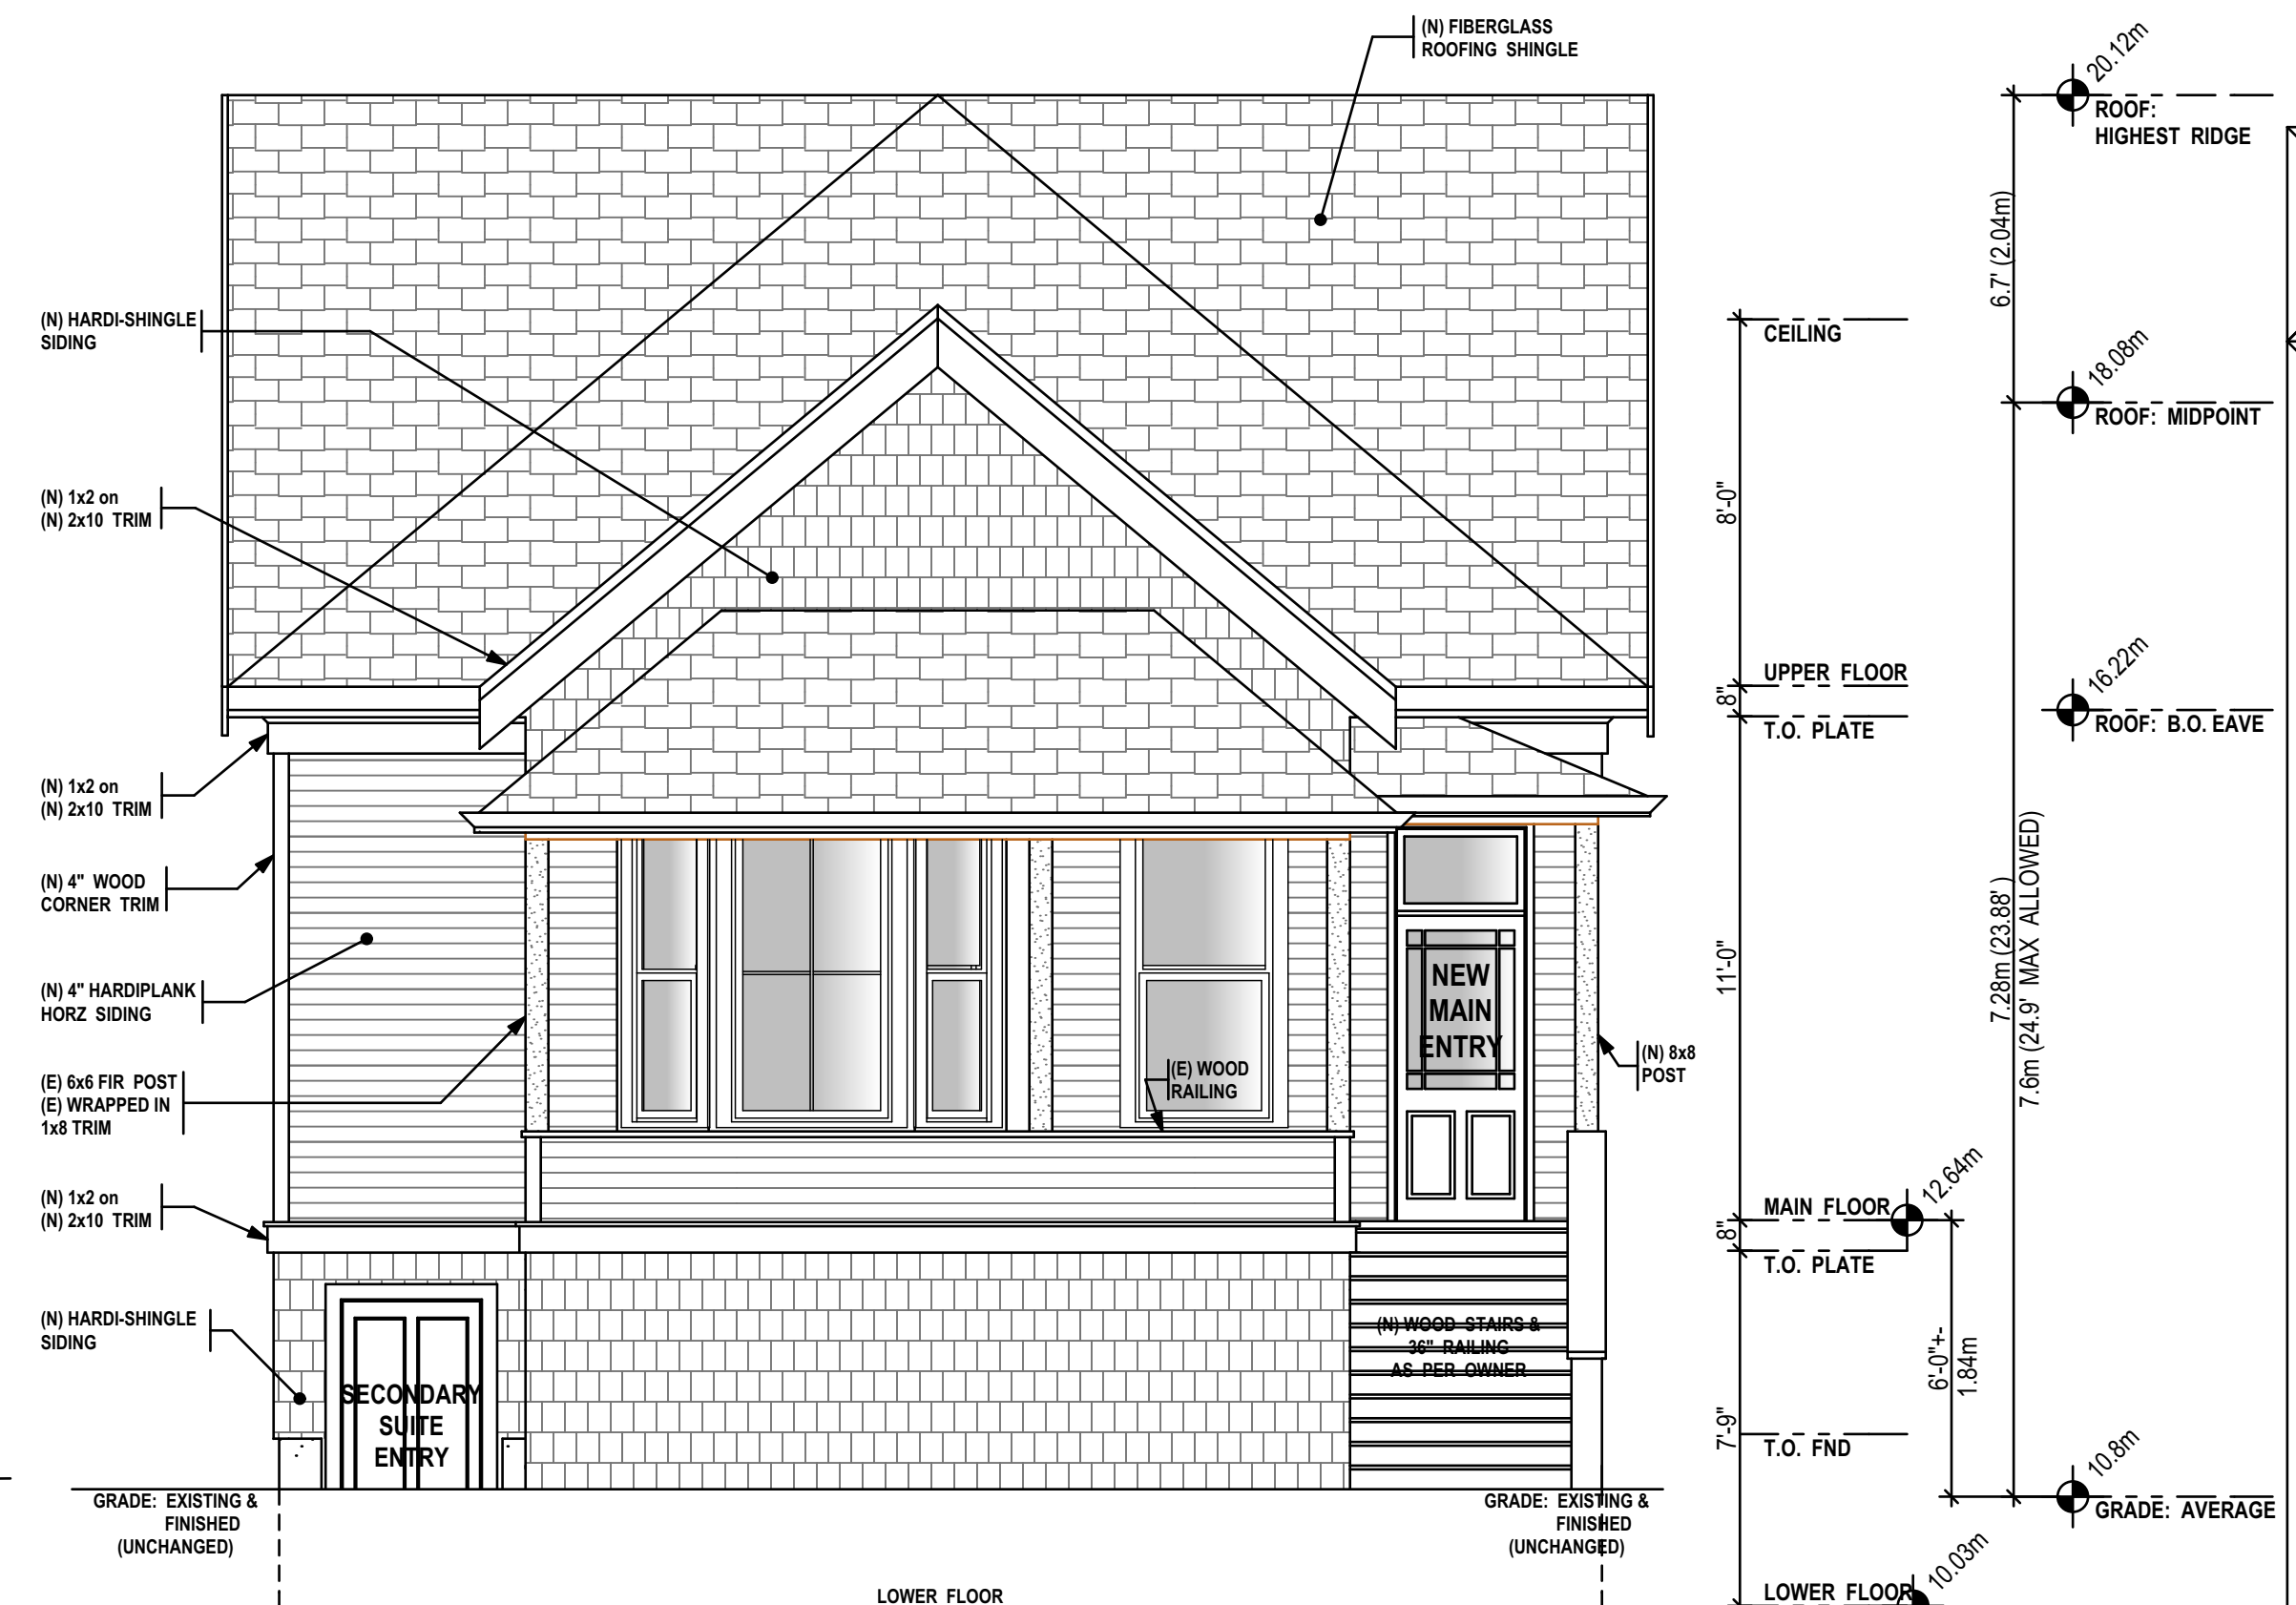 (N) FIBERGLASS
ROOFING SHINGLE
(N) HARDI-SHINGLE
SIDING
(N) 1x2 on
(N) 2x10 TRIM
(N) 1x2 on
(N) 2x10 TRIM
(N) 4" WOOD
CORNER TRIM
(N) 4" HARDIPLANK
HORZ SIDING
(E) 6x6 FIR POST
(E) WRAPPED IN
1x8 TRIM
(N) 1x2 on
(N) 2x10 TRIM
(N) HARDI-SHINGLE
SIDING
SECONDARY
SUITE
ENTRY
GRADE: EXISTING &
FINISHED
(UNCHANGED)
LOWER FLOOR
(E) WOOD
RAILING
NEW
MAIN
ENTRY
(N) 8x8
POST
(N) WOOD STAIRS &
36" RAILING
AS PER OWNER
GRADE: EXISTING &
FINISHED
(UNCHANGED)
CEILING
8'-0"
UPPER FLOOR
8"
T.O. PLATE
11'-0"
MAIN FLOOR
12.64m
8"
T.O. PLATE
7'-9"
T.O. FND
LOWER FLOOR
10.03m
6'-0"+-
1.84m
20.12m
ROOF:
HIGHEST RIDGE
6.7' (2.04m)
18.08m
ROOF: MIDPOINT
16.22m
ROOF: B.O. EAVE
7.28m (23.88' )
7.6m (24.9' MAX ALLOWED)
10.8m
GRADE: AVERAGE